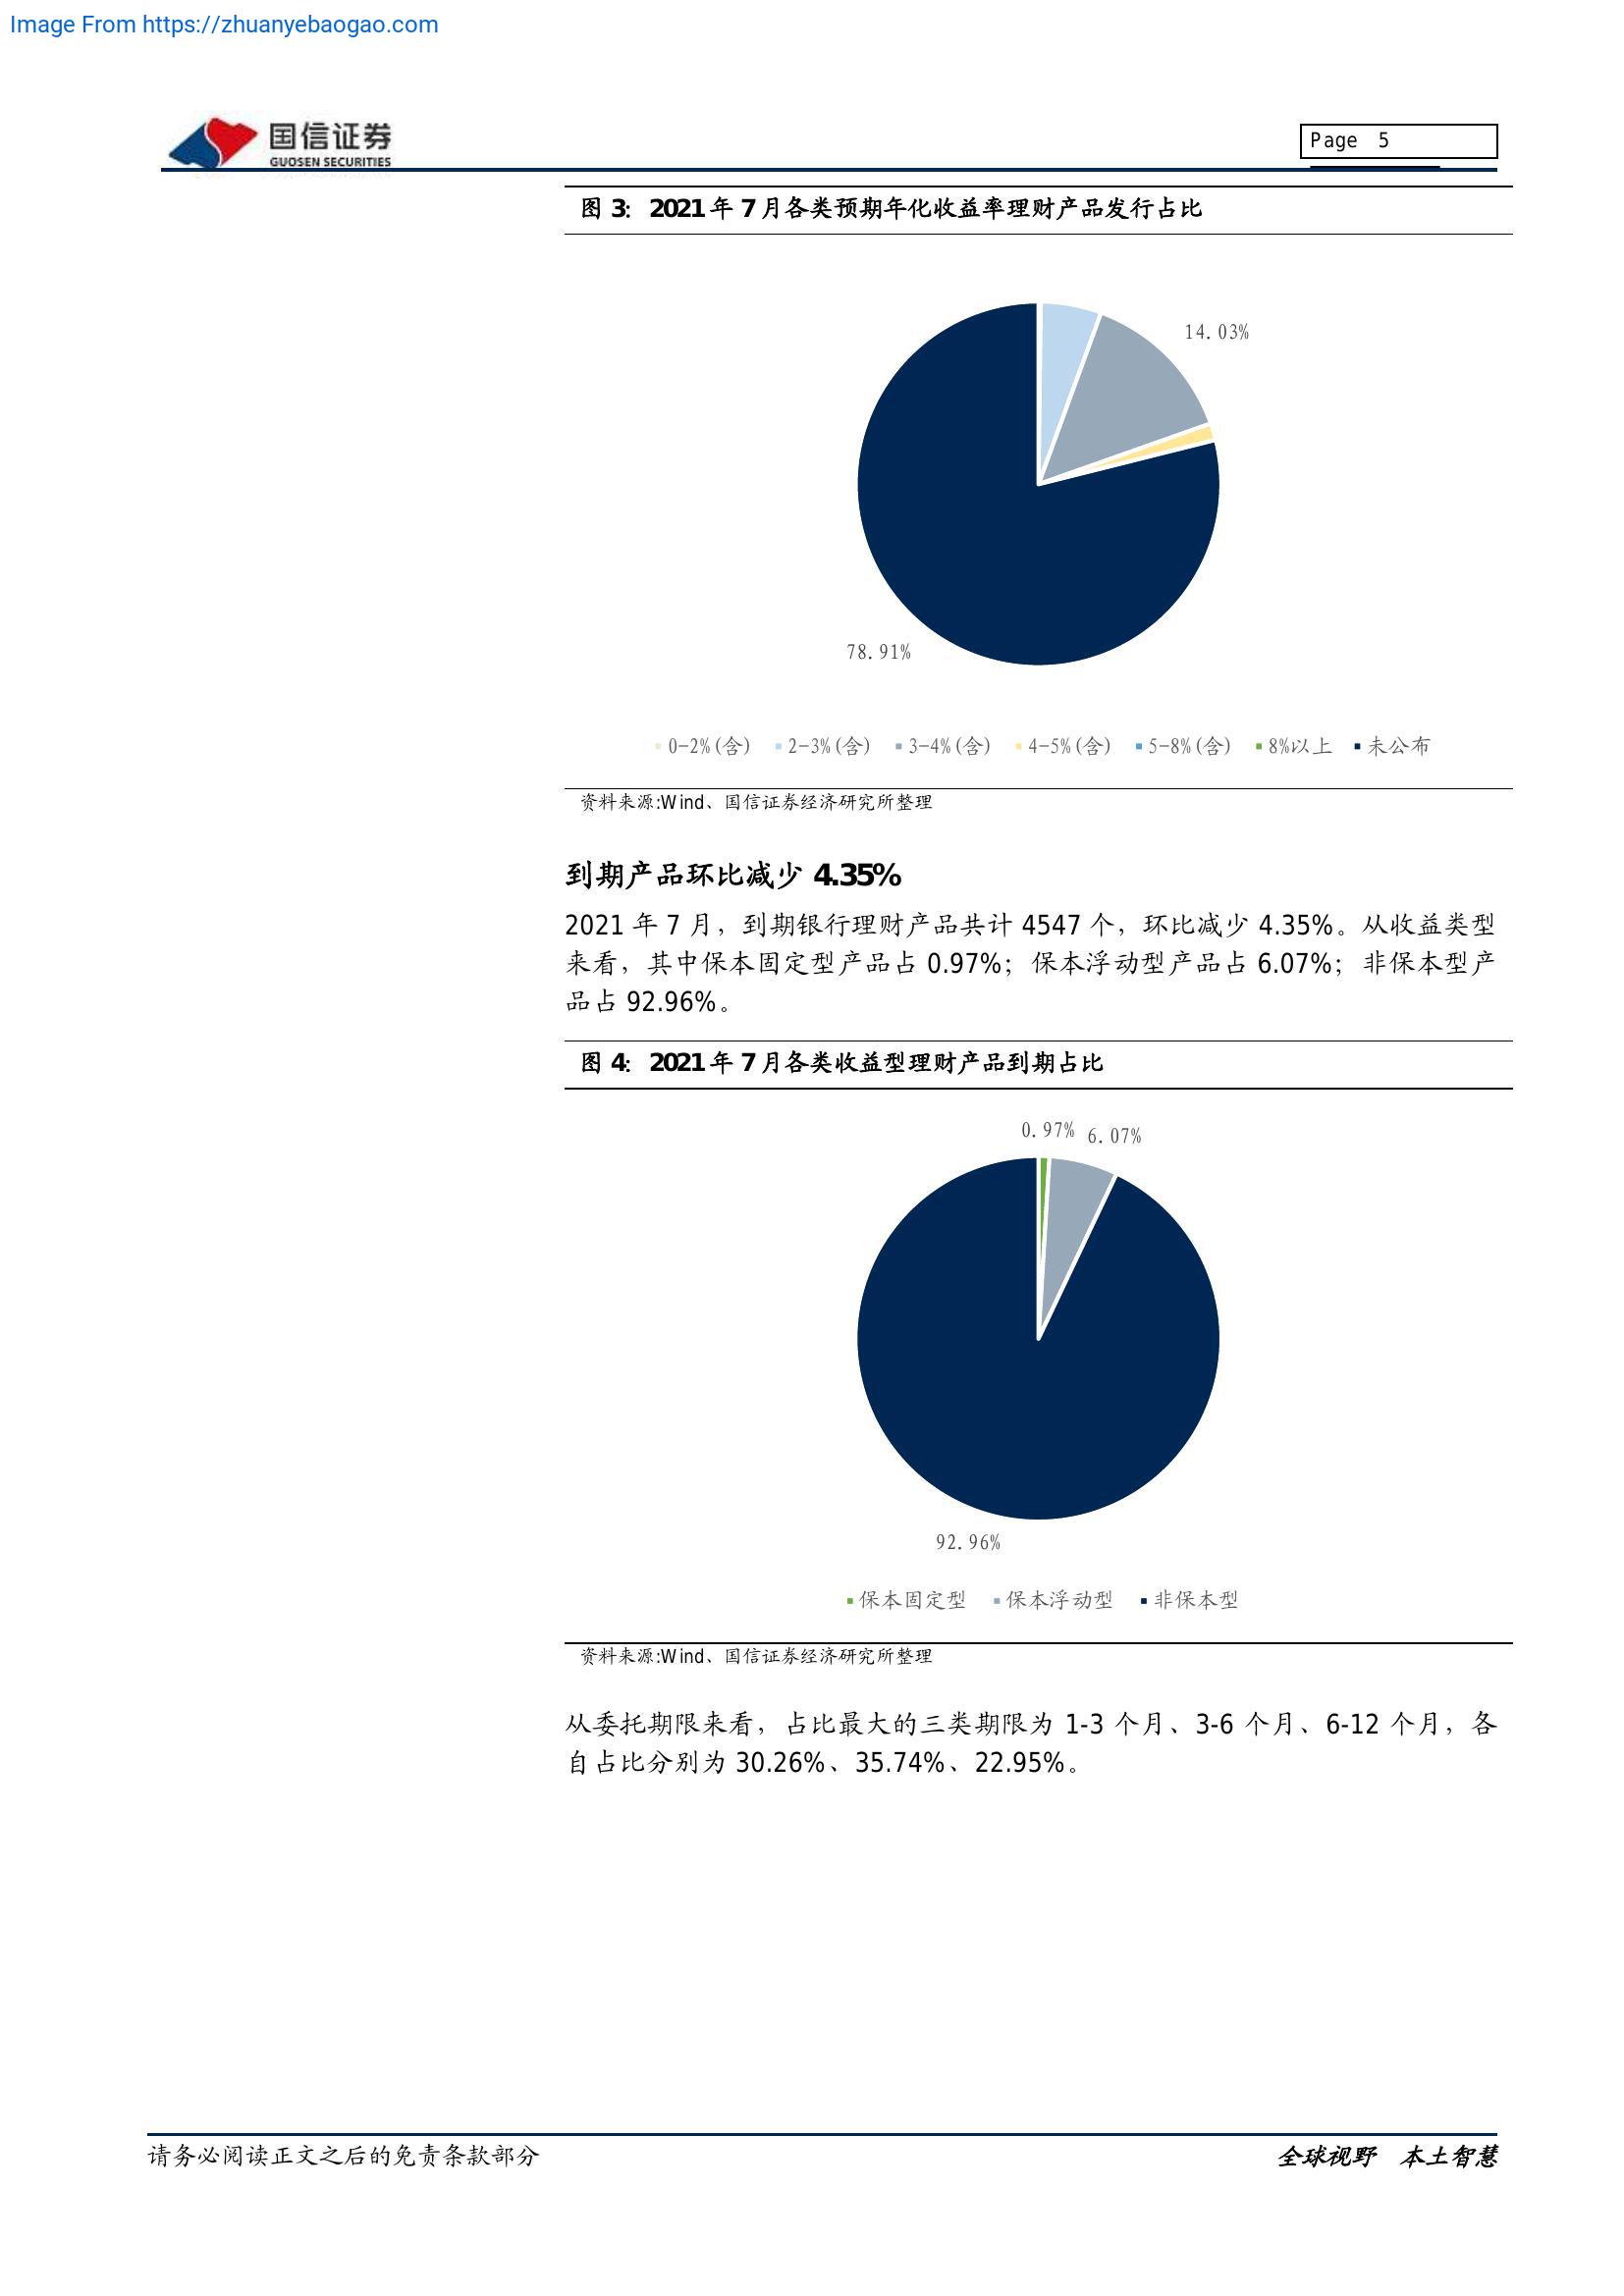 Image From https://zhuanyebaogao.com
国信证券
GUOSEN SECURITIES
Page 5
图 3: 2021 年 7 月各类预期年化收益率理财产品发行占比
14.03%
78.91%
0-2%(含) 2-3%(含) 3-4%(含) 4-5%(含) 5-8%(含) 8%以上 未公布
资料来源:Wind、国信证券经济研究所整理
到期产品环比减少 4.35%
2021 年 7 月，到期银行理财产品共计 4547 个，环比减少 4.35%。从收益类型
来看，其中保本固定型产品占 0.97%；保本浮动型产品占 6.07%；非保本型产
品占 92.96%。
图 4: 2021 年 7 月各类收益型理财产品到期占比
0.97% 6.07%
92.96%
保本固定型 保本浮动型 非保本型
资料来源:Wind、国信证券经济研究所整理
从委托期限来看，占比最大的三类期限为 1-3 个月、3-6 个月、6-12 个月，各
自占比分别为 30.26%、35.74%、22.95%。
请务必阅读正文之后的免责条款部分
全球视野 本土智慧